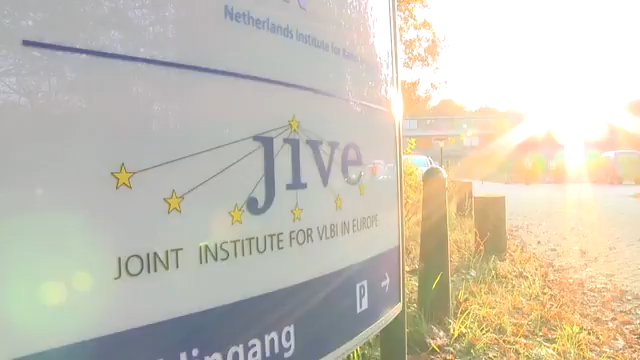 Netherlands Institute for
Jive
JOINT INSTITUTE FOR VLBI IN EUROPE
P